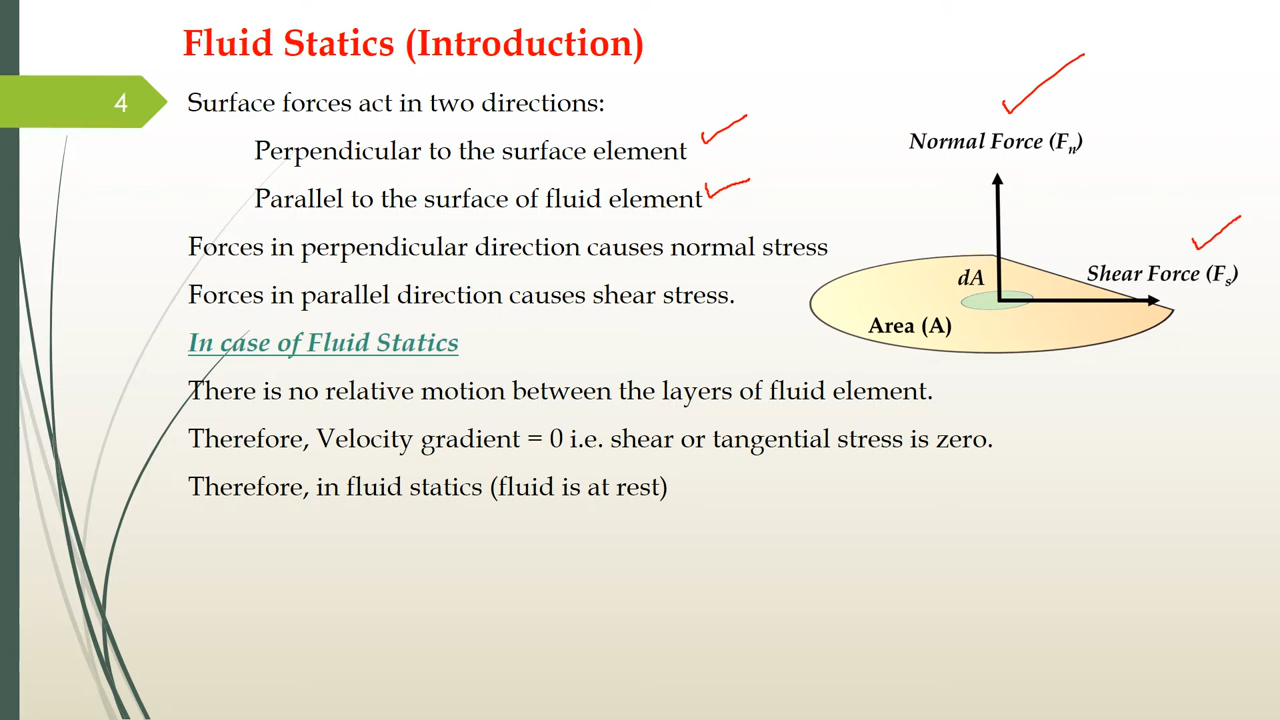 Fluid Statics (Introduction)
4
Surface forces act in two directions:
Perpendicular to the surface element
Parallel to the surface of fluid element
Forces in perpendicular direction causes normal stress
Forces in parallel direction causes shear stress.
In case of Fluid Statics
There is no relative motion between the layers of fluid element.
Therefore, Velocity gradient = 0 i.e. shear or tangential stress is zero.
Therefore, in fluid statics (fluid is at rest)
Normal Force (Fn)
Shear Force (Fs)
dA
Area (A)